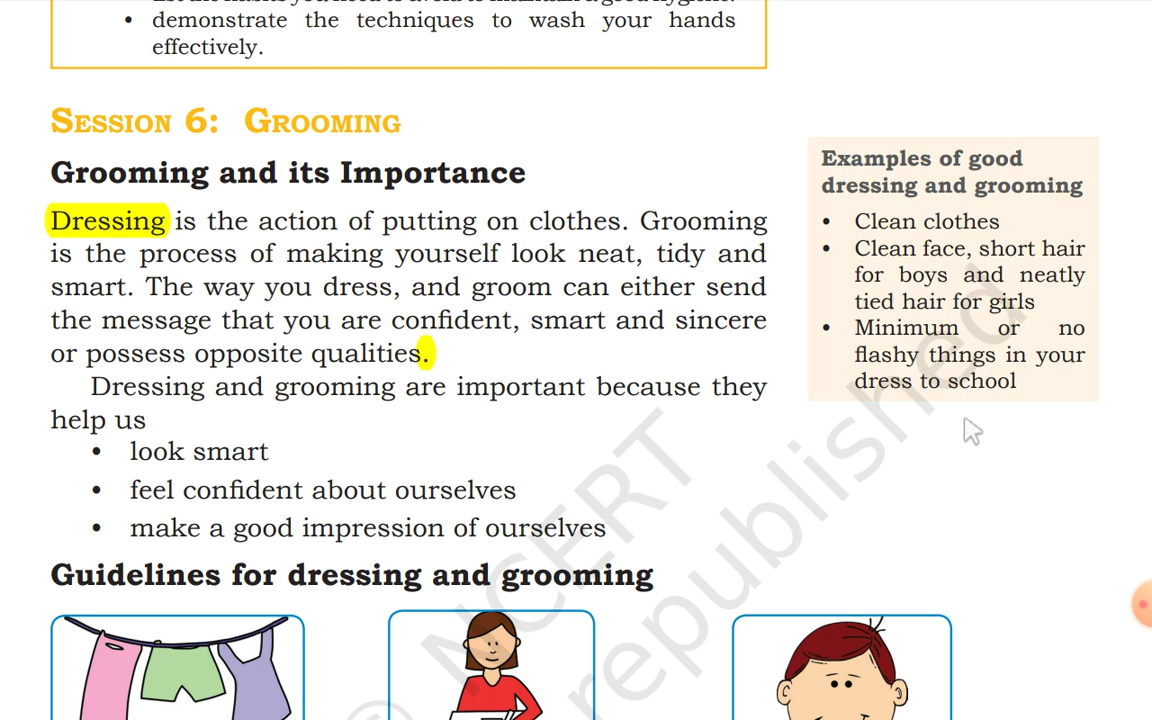 • demonstrate the techniques to wash your hands
effectively.
SESSION 6: GROOMING
Grooming and its Importance
Dressing is the action of putting on clothes. Grooming
is the process of making yourself look neat, tidy and
smart. The way you dress, and groom can either send
the message that you are confident, smart and sincere
or possess opposite qualities.
Dressing and grooming are important because they
help us
• look smart
• feel confident about ourselves
• make a good impression of ourselves
Guidelines for dressing and grooming
Examples of good
dressing and grooming
• Clean clothes
• Clean face, short hair
for boys and neatly
tied hair for girls
• Minimum or no
flashy things in your
dress to school
© NCERT
republished